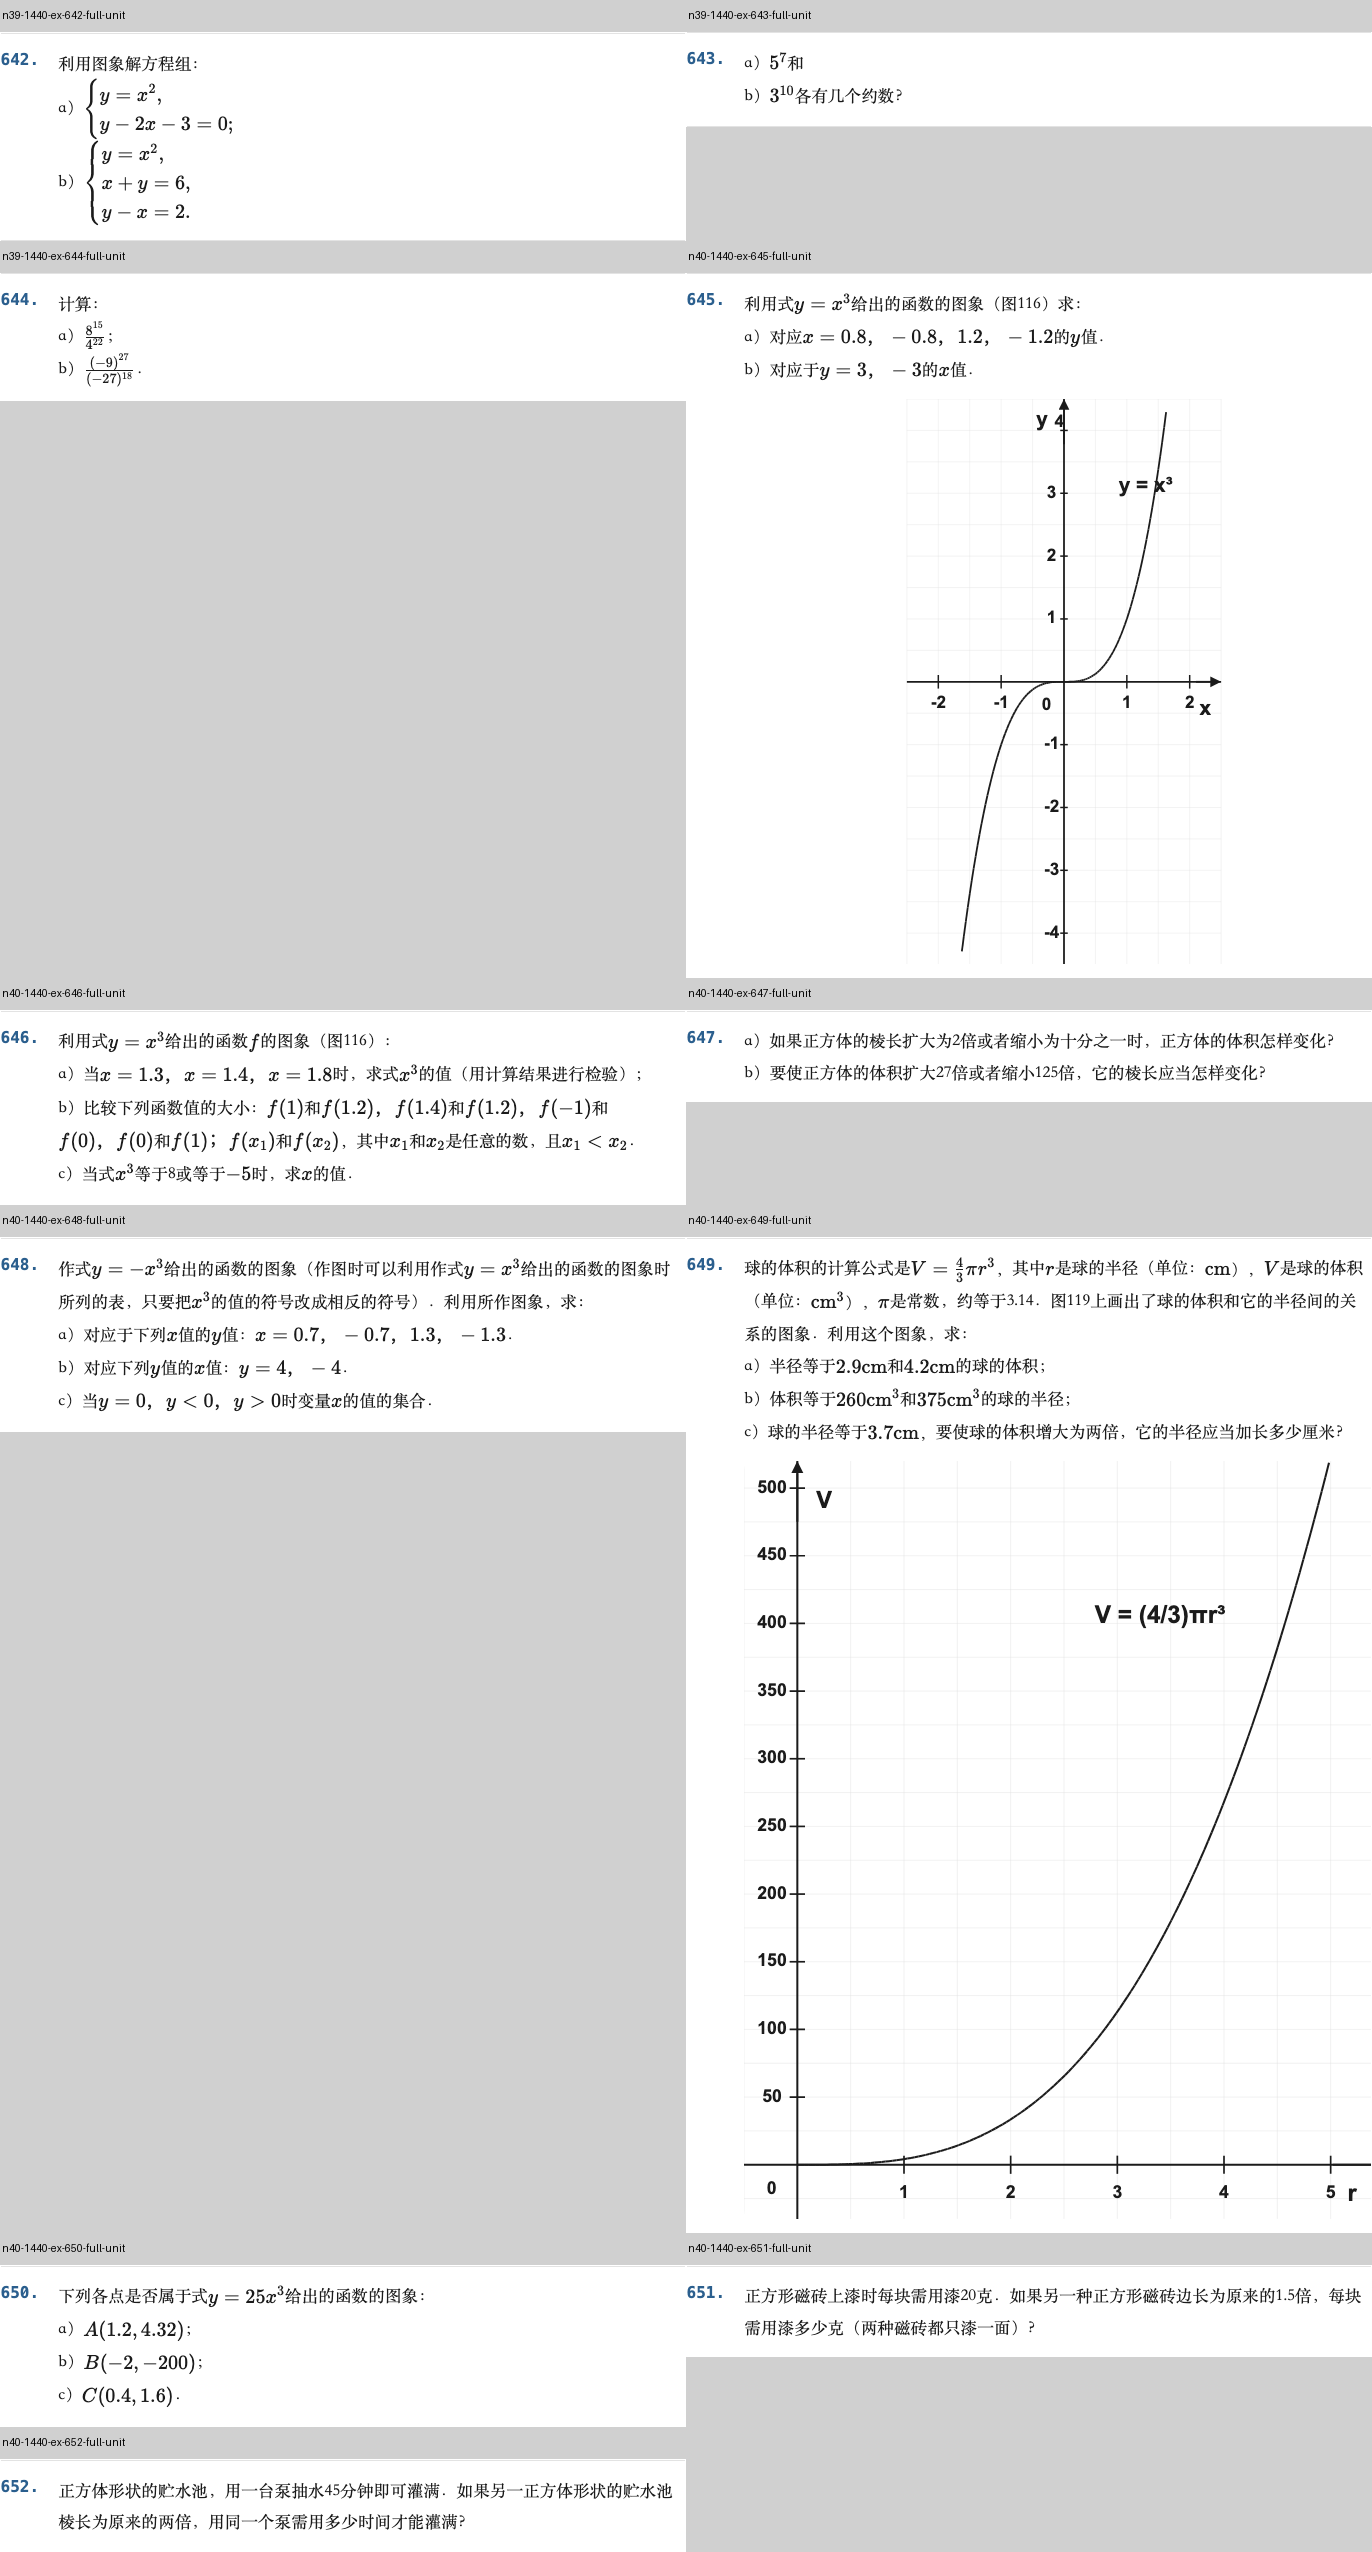 n39-1440-ex-642-full-unit
642. 利用图象解方程组：
a) { y = x²,
y − 2x − 3 = 0;
b) { y = x²,
x + y = 6,
y − x = 2.
n39-1440-ex-643-full-unit
643. a) 5⁷和
b) 3¹⁰各有几个约数?
n39-1440-ex-644-full-unit
644. 计算：
a) 8¹⁵/4²²;
b) (−9)²⁷/(−27)¹⁸.
n40-1440-ex-645-full-unit
645. 利用式y = x³给出的函数的图象（图116）求：
a) 对应x = 0.8, −0.8, 1.2, −1.2的y值.
b) 对应于y = 3, −3的x值.
y 4
y = x³
3
2
1
-2 -1 0 1 2 x
-1
-2
-3
-4
n40-1440-ex-646-full-unit
646. 利用式y = x³给出的函数f的图象（图116）:
a) 当x = 1.3, x = 1.4, x = 1.8时, 求式x³的值（用计算结果进行检验）;
b) 比较下列函数值的大小: f(1)和f(1.2), f(1.4)和f(1.2), f(−1)和
f(0), f(0)和f(1); f(x₁)和f(x₂), 其中x₁和x₂是任意的数, 且x₁ < x₂.
c) 当式x³等于8或等于−5时, 求x的值.
n40-1440-ex-647-full-unit
647. a) 如果正方体的棱长扩大为2倍或者缩小为十分之一时, 正方体的体积怎样变化?
b) 要使正方体的体积扩大27倍或者缩小125倍, 它的棱长应当怎样变化?
n40-1440-ex-648-full-unit
648. 作式y = −x³给出的函数的图象（作图时可以利用作式y = x³给出的函数的图象时
所列的表, 只要把x³的值的符号改成相反的符号）. 利用所作图象, 求:
a) 对应于下列x值的y值: x = 0.7, −0.7, 1.3, −1.3.
b) 对应下列y值的x值: y = 4, −4.
c) 当y = 0, y < 0, y > 0时变量x的值的集合.
n40-1440-ex-649-full-unit
649. 球的体积的计算公式是V = 4/3 πr³, 其中r是球的半径（单位: cm）, V是球的体积
（单位: cm³）, π是常数, 约等于3.14. 图119上画出了球的体积和它的半径间的关
系的图象. 利用这个图象, 求:
a) 半径等于2.9cm和4.2cm的球的体积;
b) 体积等于260cm³和375cm³的球的半径;
c) 球的半径等于3.7cm, 要使球的体积增大为两倍, 它的半径应当加长多少厘米?
500 V
450
V = (4/3)πr³
400
350
300
250
200
150
100
50
0 1 2 3 4 5 r
n40-1440-ex-650-full-unit
650. 下列各点是否属于式y = 25x³给出的函数的图象:
a) A(1.2, 4.32);
b) B(−2, −200);
c) C(0.4, 1.6).
n40-1440-ex-651-full-unit
651. 正方形磁砖上漆时每块需用漆20克. 如果另一种正方形磁砖边长为原来的1.5倍, 每块
需用漆多少克（两种磁砖都只漆一面）?
n40-1440-ex-652-full-unit
652. 正方体形状的贮水池, 用一台泵抽水45分钟即可灌满. 如果另一正方体形状的贮水池
棱长为原来的两倍, 用同一个泵需用多少时间才能灌满?